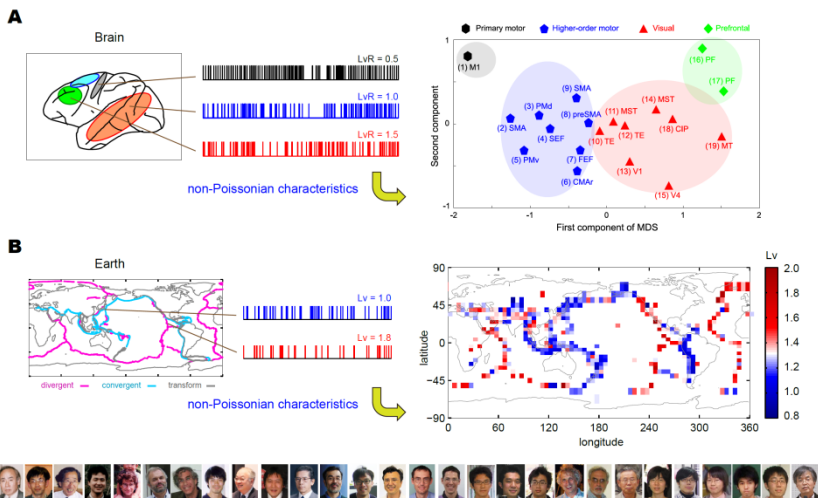 A
Brain
LvR = 0.5
LvR = 1.0
LvR = 1.5
non-Poissonian characteristics
Primary motor
Higher-order motor
Visual
Prefrontal
Second component
1
0
-1
(1) M1
(2) SMA
(3) PMd
(4) SEF
(5) PMv
(6) CMAr
(7) FEF
(8) preSMA
(9) SMA
(10) TE
(11) MST
(12) TE
(13) V1
(14) MST
(15) V4
(16) PF
(17) PF
(18) CIP
(19) MT
-2
-1
0
1
2
First component of MDS
B
Earth
Lv = 1.0
Lv = 1.8
divergent
convergent
transform
non-Poissonian characteristics
latitude
90
45
0
−45
−90
0
60
120
180
240
300
360
longitude
Lv
2.0
1.8
1.6
1.4
1.2
1.0
0.8